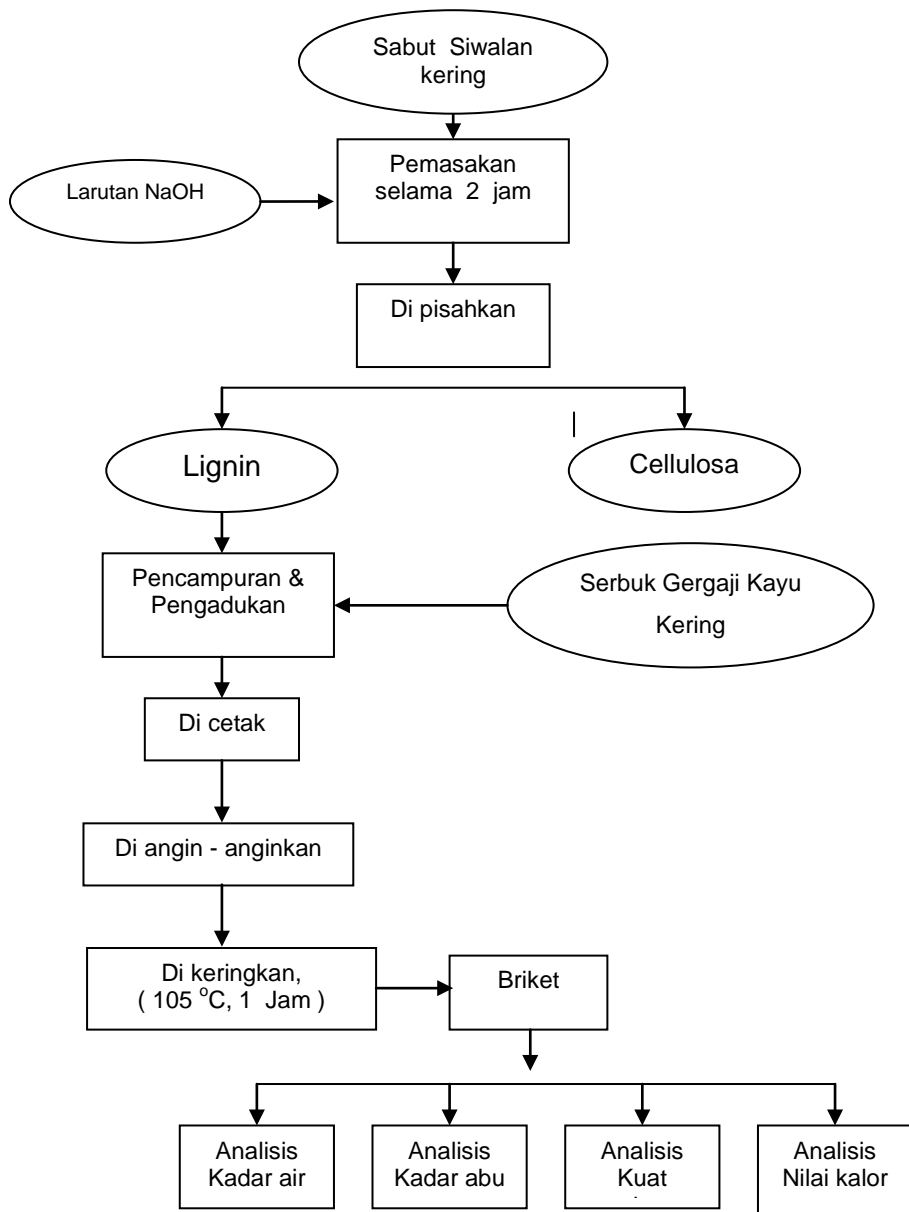 Sabut Siwalan
kering
Pemasakan
selama 2 jam
Larutan NaOH
Di pisahkan
Lignin
Cellulosa
Pencampuran &
Pengadukan
Serbuk Gergaji Kayu
Kering
Di cetak
Di angin - anginkan
Di keringkan,
( 105 °C, 1 Jam )
Briket
Analisis
Kadar air
Analisis
Kadar abu
Analisis
Kuat
Analisis
Nilai kalor